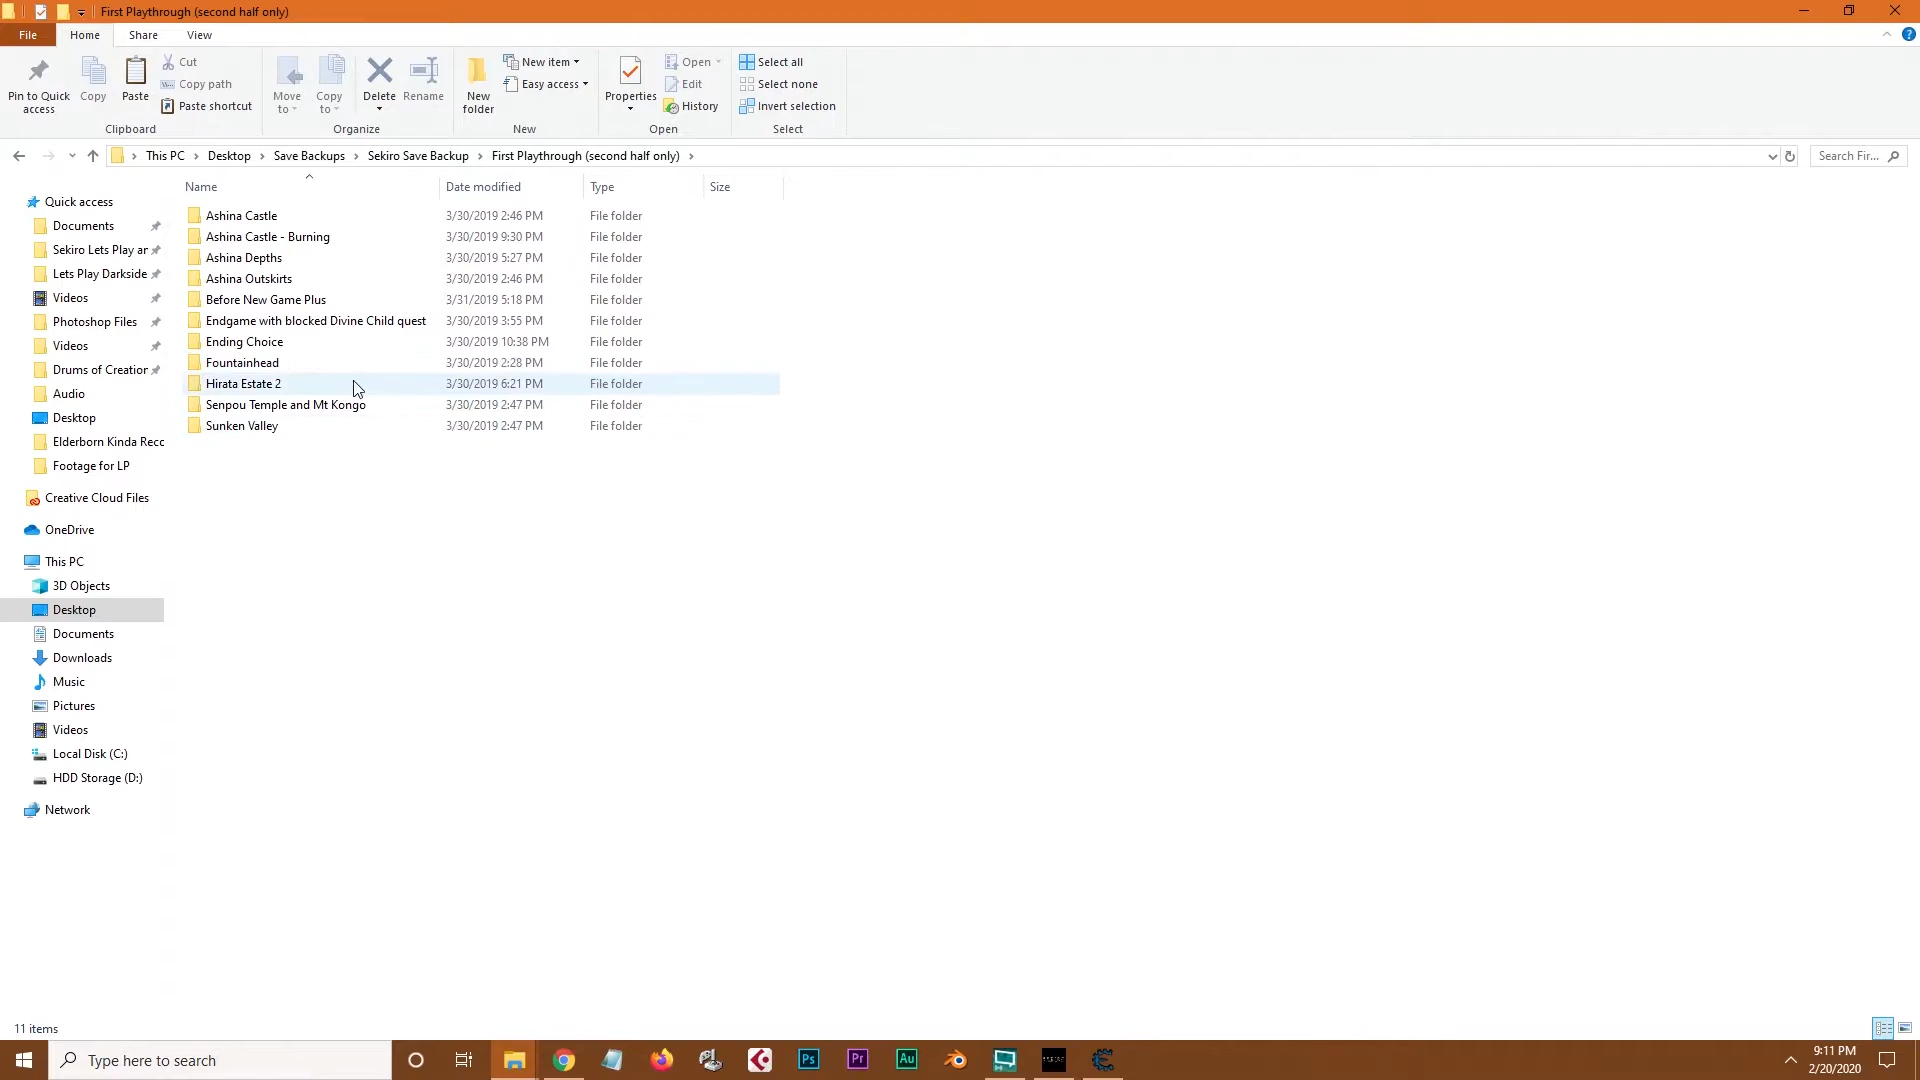 First Playthrough (second half only)
File Home Share View
Pin to Quick access
Copy
Paste
Cut
Copy path
Paste shortcut
Clipboard
Move to
Copy to
Delete
Rename
Organize
New folder
New item
Easy access
New
Properties
Open
Edit
History
Open
Select all
Select none
Invert selection
Select
This PC > Desktop > Save Backups > Sekiro Save Backup > First Playthrough (second half only) >
Search Fir...
Name Date modified Type Size
Ashina Castle 3/30/2019 2:46 PM File folder
Ashina Castle - Burning 3/30/2019 9:30 PM File folder
Ashina Depths 3/30/2019 5:27 PM File folder
Ashina Outskirts 3/30/2019 2:46 PM File folder
Before New Game Plus 3/31/2019 5:18 PM File folder
Endgame with blocked Divine Child quest 3/30/2019 3:55 PM File folder
Ending Choice 3/30/2019 10:38 PM File folder
Fountainhead 3/30/2019 2:28 PM File folder
Hirata Estate 2 3/30/2019 6:21 PM File folder
Senpou Temple and Mt Kongo 3/30/2019 2:47 PM File folder
Sunken Valley 3/30/2019 2:47 PM File folder
Quick access
Documents
Sekiro Lets Play ar
Lets Play Darkside
Videos
Photoshop Files
Videos
Drums of Creation
Audio
Desktop
Elderborn Kinda Recc
Footage for LP
Creative Cloud Files
OneDrive
This PC
3D Objects
Desktop
Documents
Downloads
Music
Pictures
Videos
Local Disk (C:)
HDD Storage (D:)
Network
11 items
Type here to search
Ps
Pr
Au
9:11 PM
2/20/2020